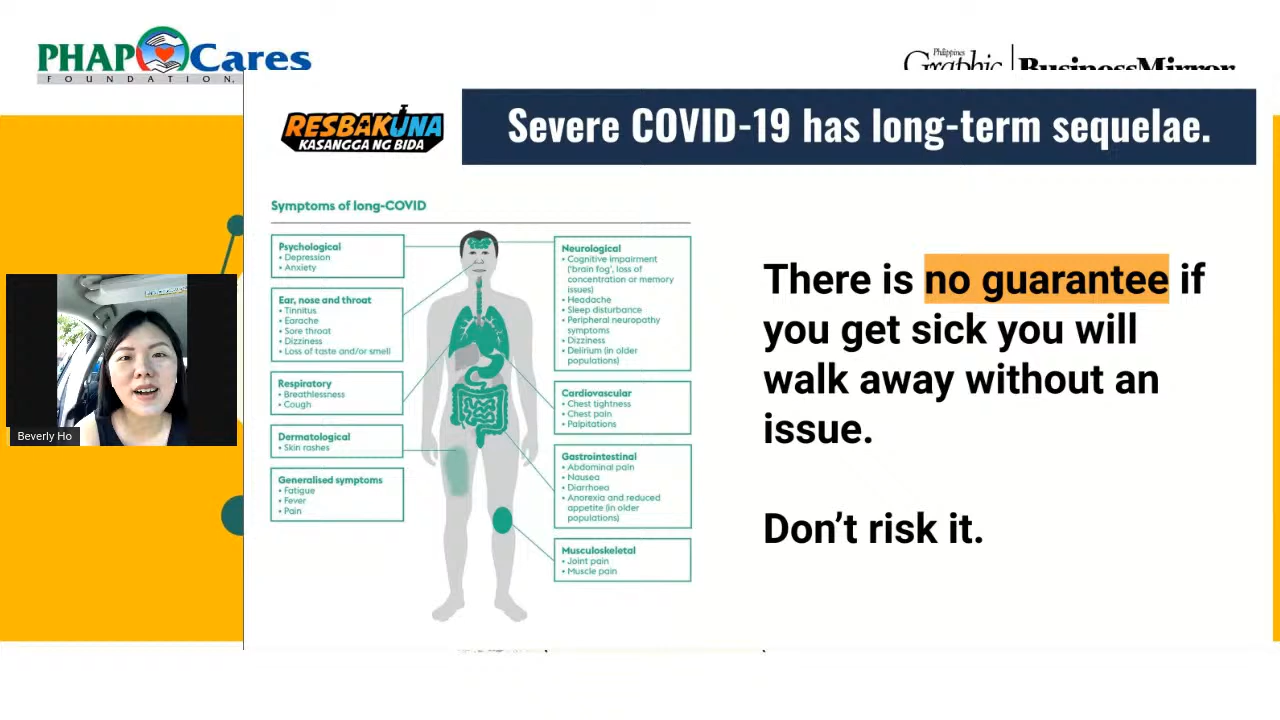 PHAP Cares
FOUNDATION.
Philippines
Graphic
BusinessMirror
RESBAKUNA
KASANGGA NG BIDA
Severe COVID-19 has long-term sequelae.
Symptoms of long-COVID
Psychological
• Depression
• Anxiety
Ear, nose and throat
• Tinnitus
• Earache
• Sore throat
• Dizziness
• Loss of taste and/or smell
Respiratory
• Breathlessness
• Cough
Dermatological
• Skin rashes
Generalised symptoms
• Fatigue
• Fever
• Pain
Neurological
• Cognitive impairment
('brain fog', loss of
concentration or memory
issues)
• Headache
• Sleep disturbance
• Peripheral neuropathy
symptoms
• Dizziness
• Delirium (in older
populations)
Cardiovascular
• Chest tightness
• Chest pain
• Palpitations
Gastrointestinal
• Abdominal pain
• Nausea
• Diarrhoea
• Anorexia and reduced
appetite (in older
populations)
Musculoskeletal
• Joint pain
• Muscle pain
There is no guarantee if
you get sick you will
walk away without an
issue.
Don't risk it.
Beverly Ho